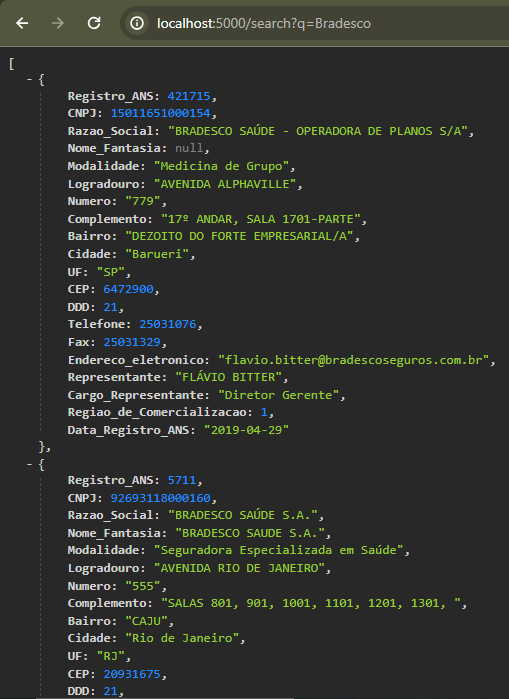 localhost:5000/search?q=Bradesco
[
- {
Registro_ANS: 421715,
CNPJ: 15011651000154,
Razao_Social: "BRADESCO SAÚDE - OPERADORA DE PLANOS S/A",
Nome_Fantasia: null,
Modalidade: "Medicina de Grupo",
Logradouro: "AVENIDA ALPHAVILLE",
Numero: "779",
Complemento: "17º ANDAR, SALA 1701-PARTE",
Bairro: "DEZOITO DO FORTE EMPRESARIAL/A",
Cidade: "Barueri",
UF: "SP",
CEP: 6472900,
DDD: 21,
Telefone: 25031076,
Fax: 25031329,
Endereco_eletronico: "flavio.bitter@bradescoseguros.com.br",
Representante: "FLÁVIO BITTER",
Cargo_Representante: "Diretor Gerente",
Regiao_de_Comercializacao: 1,
Data_Registro_ANS: "2019-04-29"
},
- {
Registro_ANS: 5711,
CNPJ: 92693118000160,
Razao_Social: "BRADESCO SAÚDE S.A.",
Nome_Fantasia: "BRADESCO SAUDE S.A.",
Modalidade: "Seguradora Especializada em Saúde",
Logradouro: "AVENIDA RIO DE JANEIRO",
Numero: "555",
Complemento: "SALAS 801, 901, 1001, 1101, 1201, 1301, ",
Bairro: "CAJU",
Cidade: "Rio de Janeiro",
UF: "RJ",
CEP: 20931675,
DDD: 21,